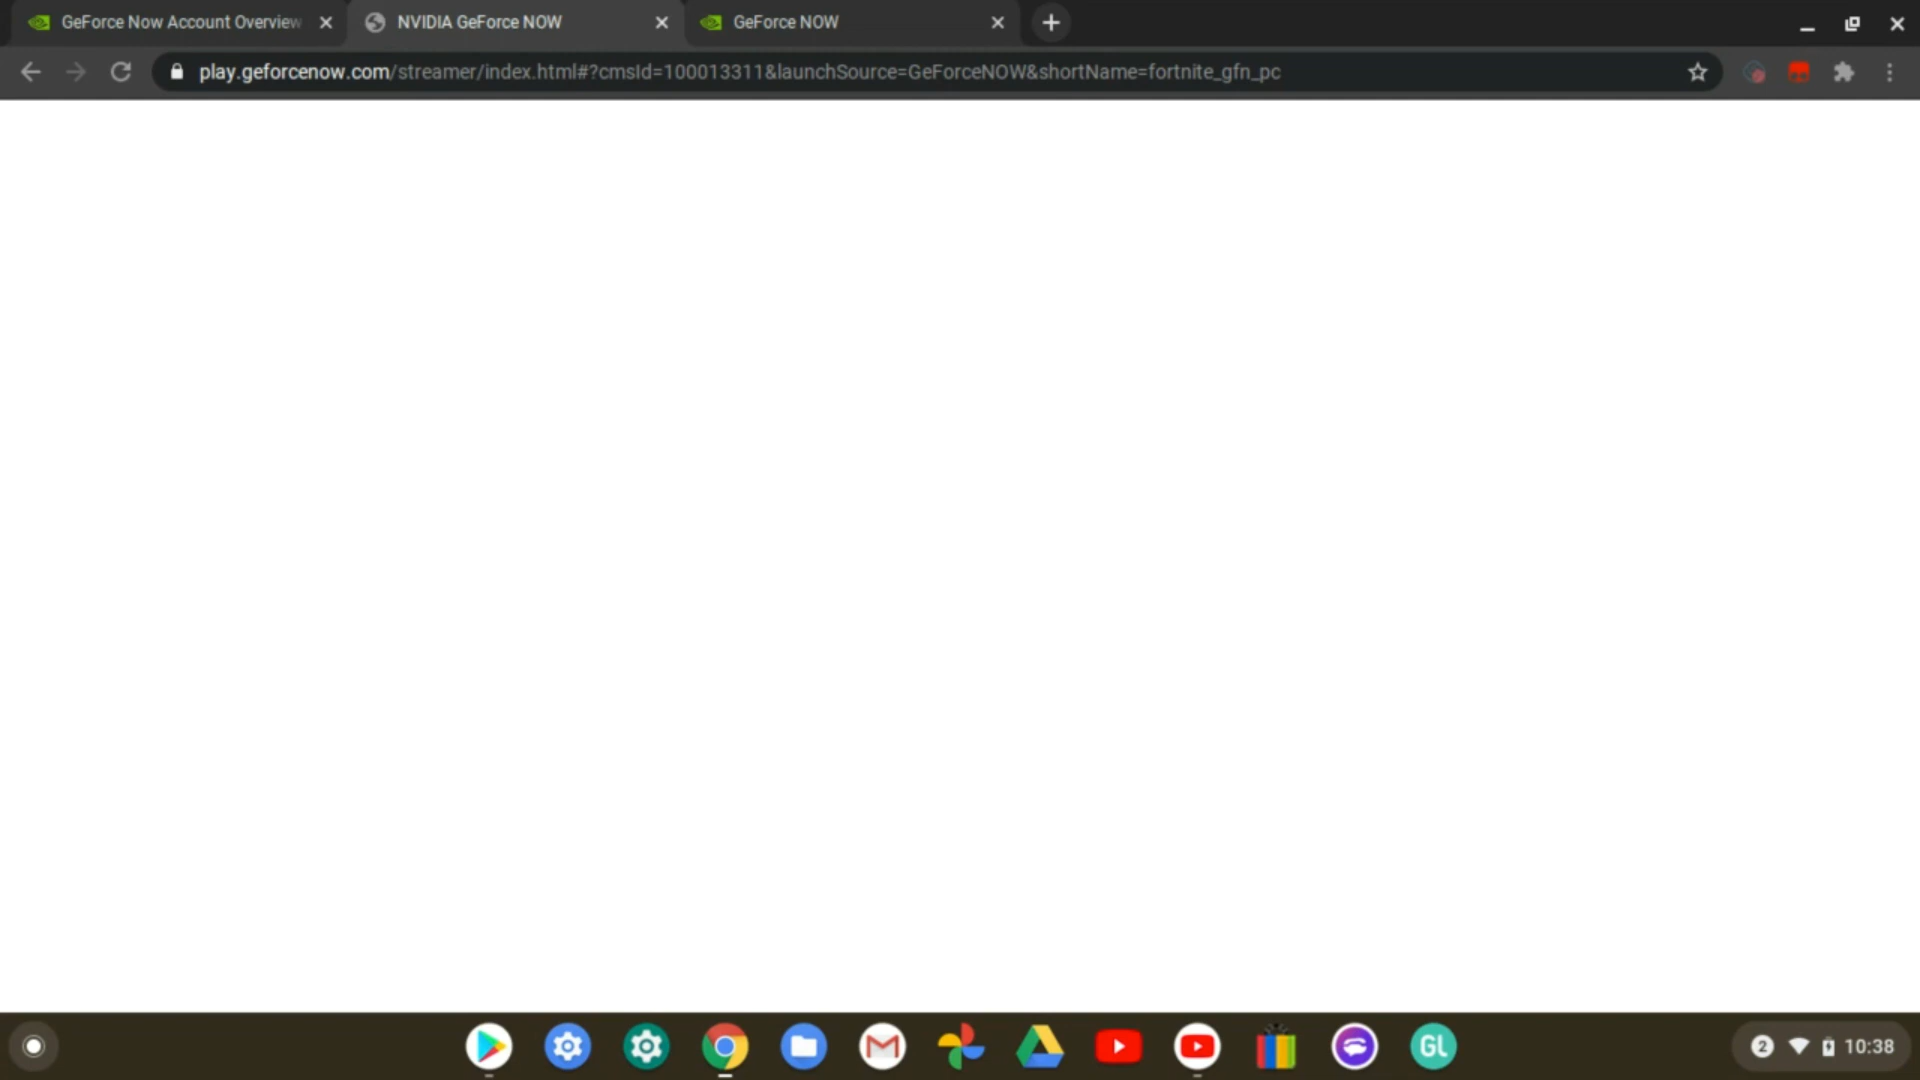 GeForce Now Account Overview
NVIDIA GeForce NOW
GeForce NOW
play.geforcenow.com/streamer/index.html#?cmsId=100013311&launchSource=GeForceNOW&shortName=fortnite_gfn_pc
GL
2
10:38